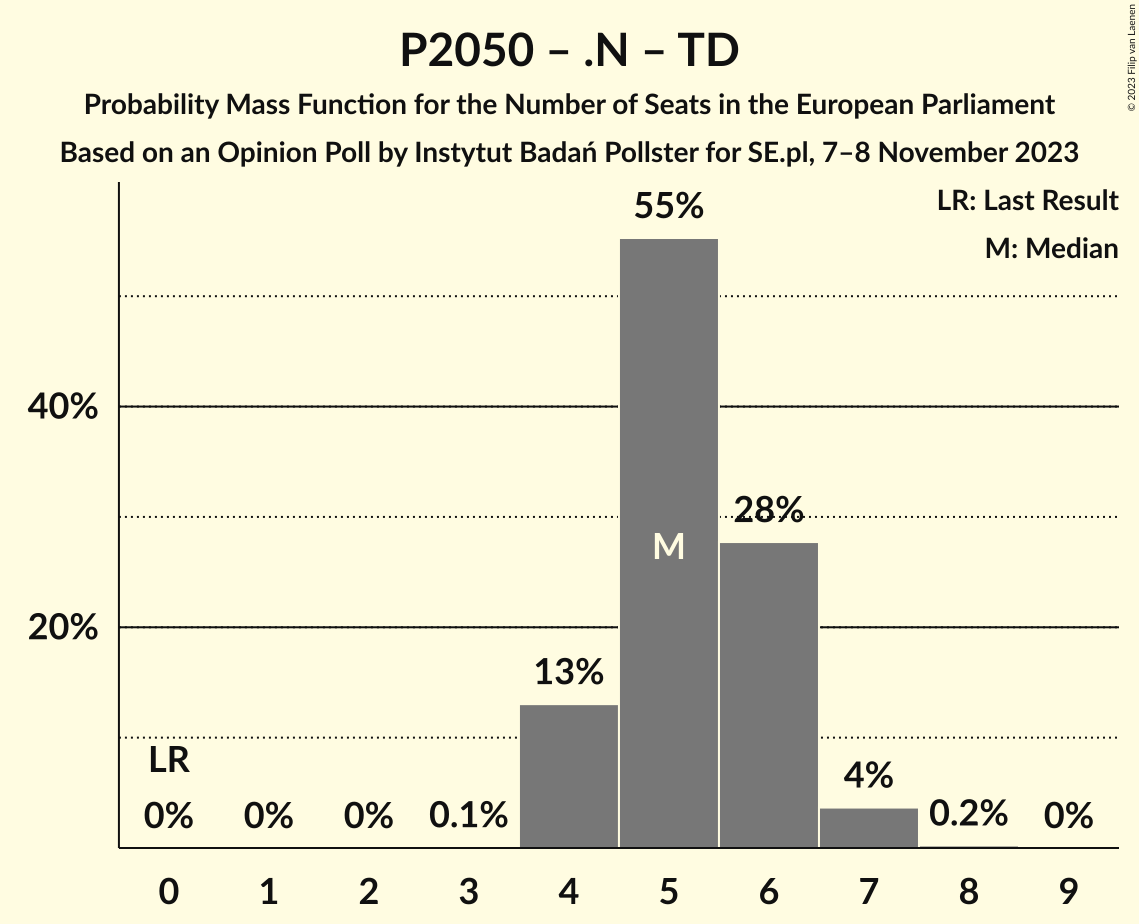 P2050 – .N – TD
Probability Mass Function for the Number of Seats in the European Parliament
Based on an Opinion Poll by Instytut Badań Pollster for SE.pl, 7–8 November 2023
© 2023 Filip van Laenen
LR: Last Result
M: Median
55%
40%
28%
M
20%
13%
LR
4%
0%
0%
0%
0.1%
0.2%
0%
0 1 2 3 4 5 6 7 8 9